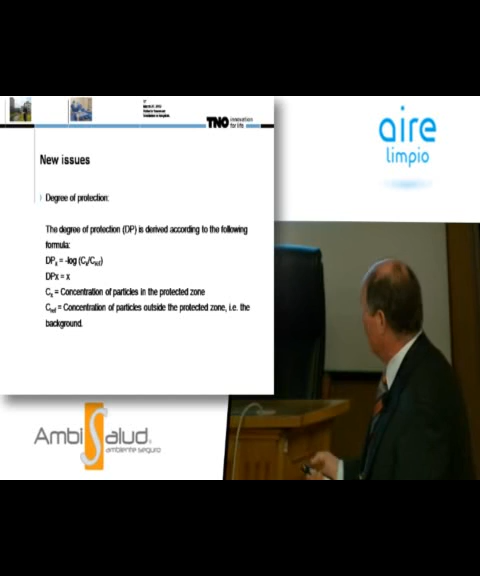 TNO innovation
for life
New issues
Degree of protection:
The degree of protection (DP) is derived according to the following
formula:
DPx = -log (Cx/Cref)
DPx = x
Cx = Concentration of particles in the protected zone
Cref = Concentration of particles outside the protected zone, i.e. the
background.
aire
limpio
AmbiSalud®
ambiente seguro